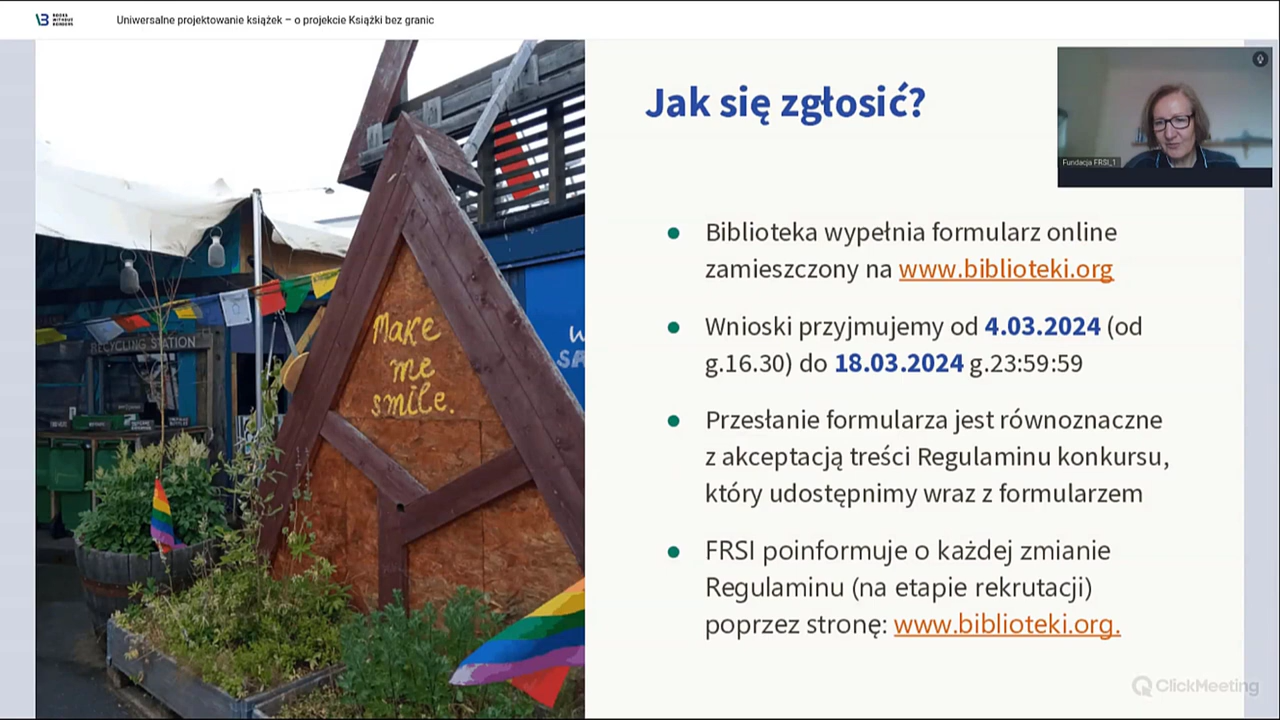 BOOKS
WITHOUT
BORDERS
Uniwersalne projektowanie książek – o projekcie Książki bez granic
Jak się zgłosić?
Fundacja FRSI_1
Biblioteka wypełnia formularz online
zamieszczony na www.biblioteki.org
Wnioski przyjmujemy od 4.03.2024 (od
g.16.30) do 18.03.2024 g.23:59:59
Przesłanie formularza jest równoznaczne
z akceptacją treści Regulaminu konkursu,
który udostępnimy wraz z formularzem
FRSI poinformuje o każdej zmianie
Regulaminu (na etapie rekrutacji)
poprzez stronę: www.biblioteki.org.
RECYCLING STATION
Make
me
smile.
ClickMeeting